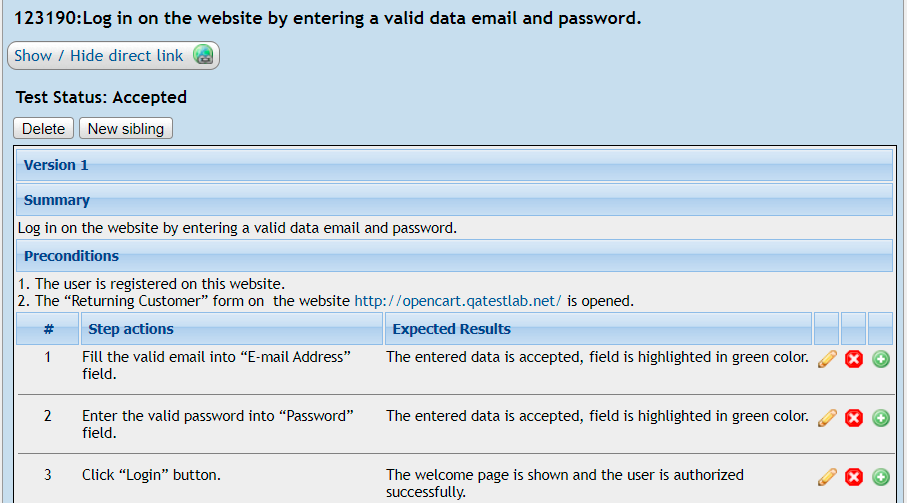 123190:Log in on the website by entering a valid data email and password.
Show / Hide direct link
Test Status: Accepted
Delete New sibling
Version 1
Summary
Log in on the website by entering a valid data email and password.
Preconditions
1. The user is registered on this website.
2. The “Returning Customer” form on  the website http://opencart.qatestlab.net/ is opened.
# Step actions Expected Results
1 Fill the valid email into “E-mail Address” The entered data is accepted, field is highlighted in green color.
field.
2 Enter the valid password into “Password” The entered data is accepted, field is highlighted in green color.
field.
3 Click “Login” button. The welcome page is shown and the user is authorized
successfully.